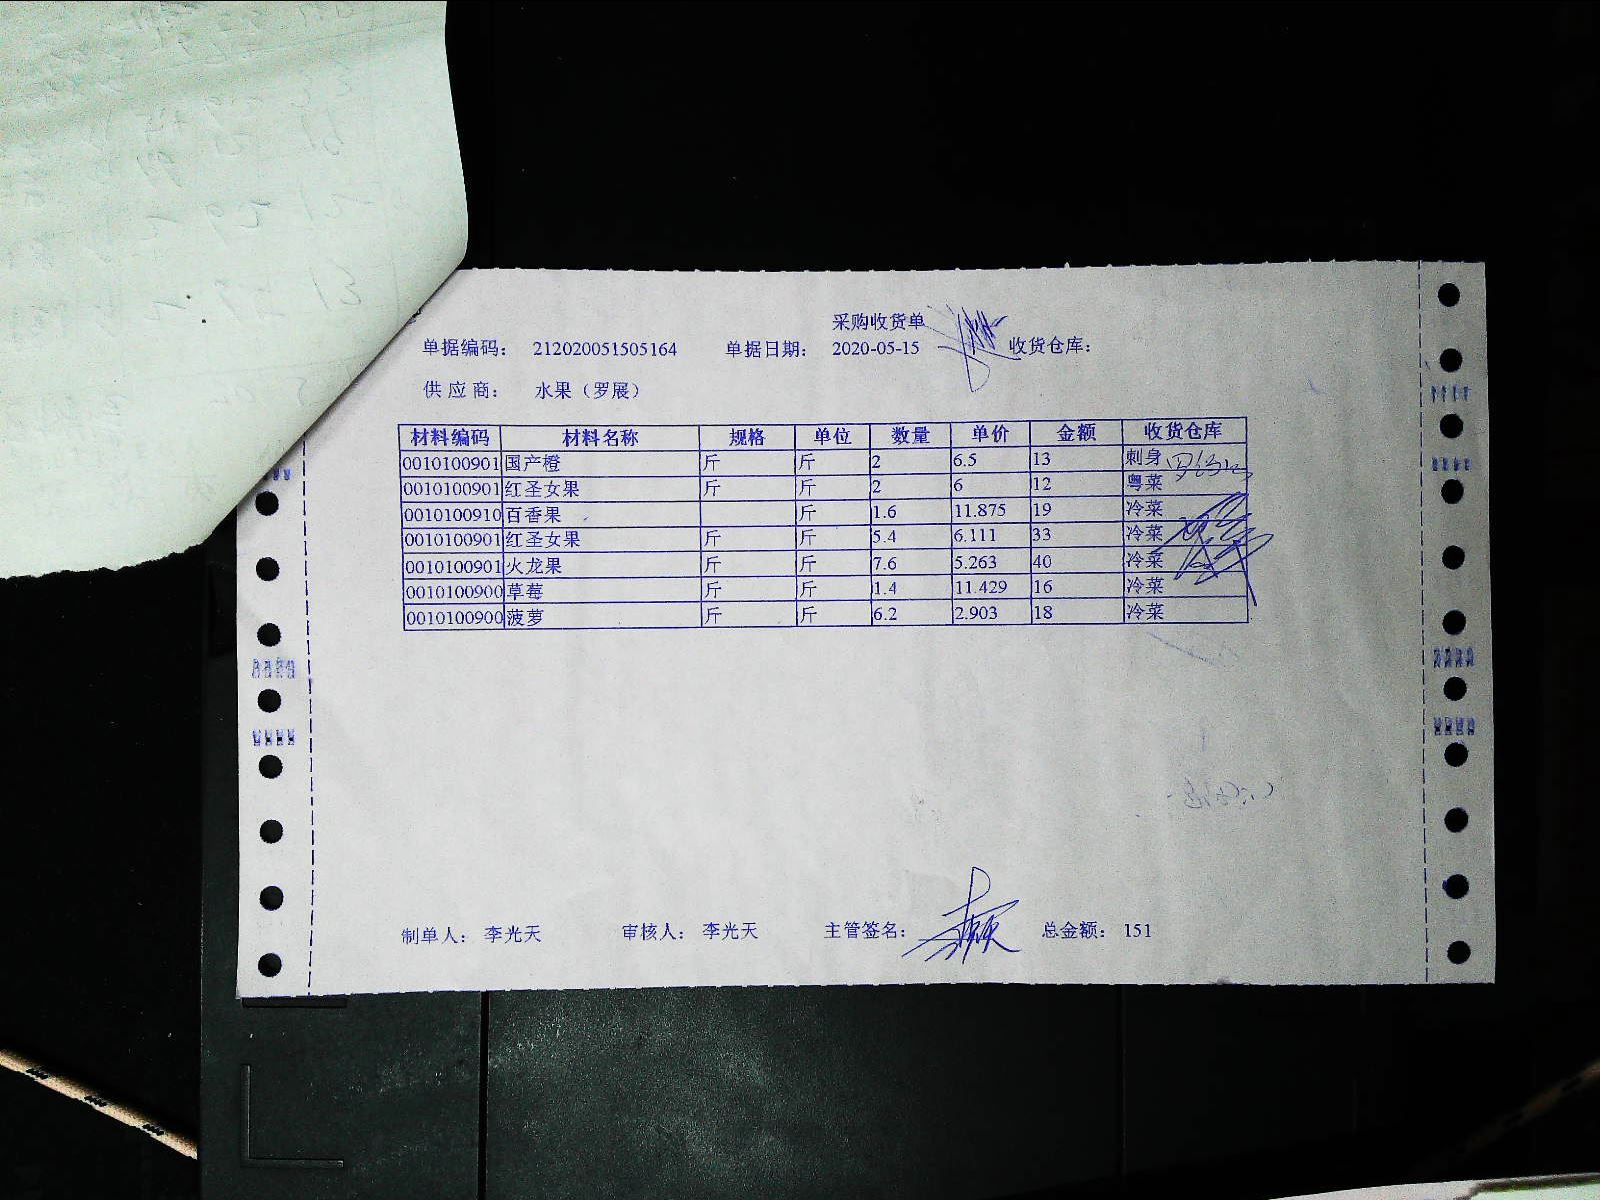 采购收货单
单据编码： 212020051505164 单据日期： 2020-05-15 收货仓库：
供 应 商： 水果（罗展）
材料编码 材料名称 规格 单位 数量 单价 金额 收货仓库
0010100901 国产橙 斤 斤 2 6.5 13 刺身
0010100901 红圣女果 斤 斤 2 6 12 粤菜
0010100910 百香果 斤 1.6 11.875 19 冷菜
0010100901 红圣女果 斤 斤 5.4 6.111 33 冷菜
0010100901 火龙果 斤 斤 7.6 5.263 40 冷菜
0010100900 草莓 斤 斤 1.4 11.429 16 冷菜
0010100900 菠萝 斤 斤 6.2 2.903 18 冷菜
制单人： 李光天 审核人： 李光天 主管签名： 总金额： 151